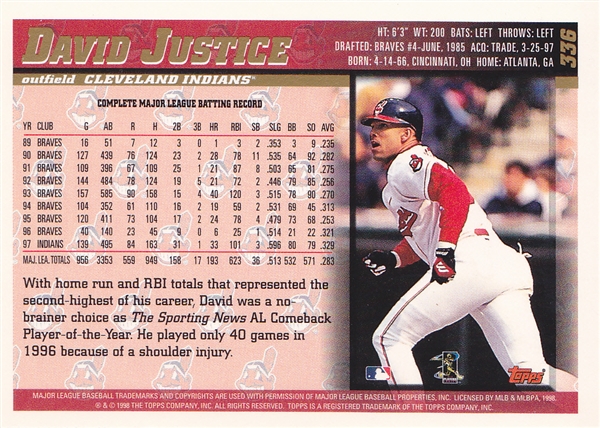 DAVID JUSTICE
outfield CLEVELAND INDIANS™
HT: 6'3" WT: 200 BATS: LEFT THROWS: LEFT
DRAFTED: BRAVES #4-JUNE, 1985 ACQ: TRADE, 3-25-97
BORN: 4-14-66, CINCINNATI, OH HOME: ATLANTA, GA
336
COMPLETE MAJOR LEAGUE BATTING RECORD
YR CLUB G AB R H 2B 3B HR RBI SB SLG BB SO AVG
89 BRAVES 16 51 7 12 3 0 1 3 2 .353 3 9 .235
90 BRAVES 127 439 76 124 23 2 28 78 11 .535 64 92 .282
91 BRAVES 109 396 67 109 25 1 21 87 8 .503 65 81 .275
92 BRAVES 144 484 78 124 19 5 21 72 2 .446 79 85 .256
93 BRAVES 157 585 90 158 15 4 40 120 3 .515 78 90 .270
94 BRAVES 104 352 61 110 16 2 19 59 2 .531 69 45 .313
95 BRAVES 120 411 73 104 17 2 24 78 4 .479 73 68 .253
96 BRAVES 40 140 23 45 9 0 6 25 1 .514 21 22 .321
97 INDIANS 139 495 84 163 31 1 33 101 3 .596 80 79 .329
MAJ. LEA. TOTALS 956 3353 559 949 158 17 193 623 36 .513 532 571 .283
With home run and RBI totals that represented the
second-highest of his career, David was a no-
brainer choice as The Sporting News AL Comeback
Player-of-the-Year. He played only 40 games in
1996 because of a shoulder injury.
TOPPS
MAJOR LEAGUE BASEBALL TRADEMARKS AND COPYRIGHTS ARE USED WITH PERMISSION OF MAJOR LEAGUE BASEBALL PROPERTIES, INC. LICENSED BY MLB & MLBPA, 1998.
® & © 1998 THE TOPPS COMPANY, INC. ALL RIGHTS RESERVED. TOPPS IS A REGISTERED TRADEMARK OF THE TOPPS COMPANY, INC.